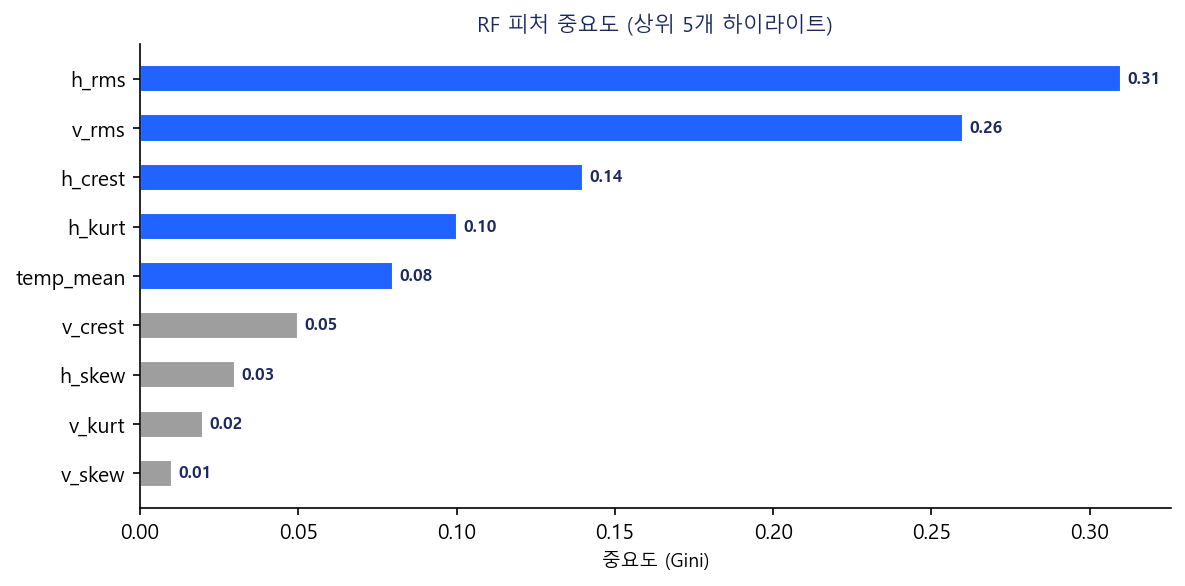 RF 피처 중요도 (상위 5개 하이라이트)
h_rms 0.31
v_rms 0.26
h_crest 0.14
h_kurt 0.10
temp_mean 0.08
v_crest 0.05
h_skew 0.03
v_kurt 0.02
v_skew 0.01
0.00 0.05 0.10 0.15 0.20 0.25 0.30
중요도 (Gini)